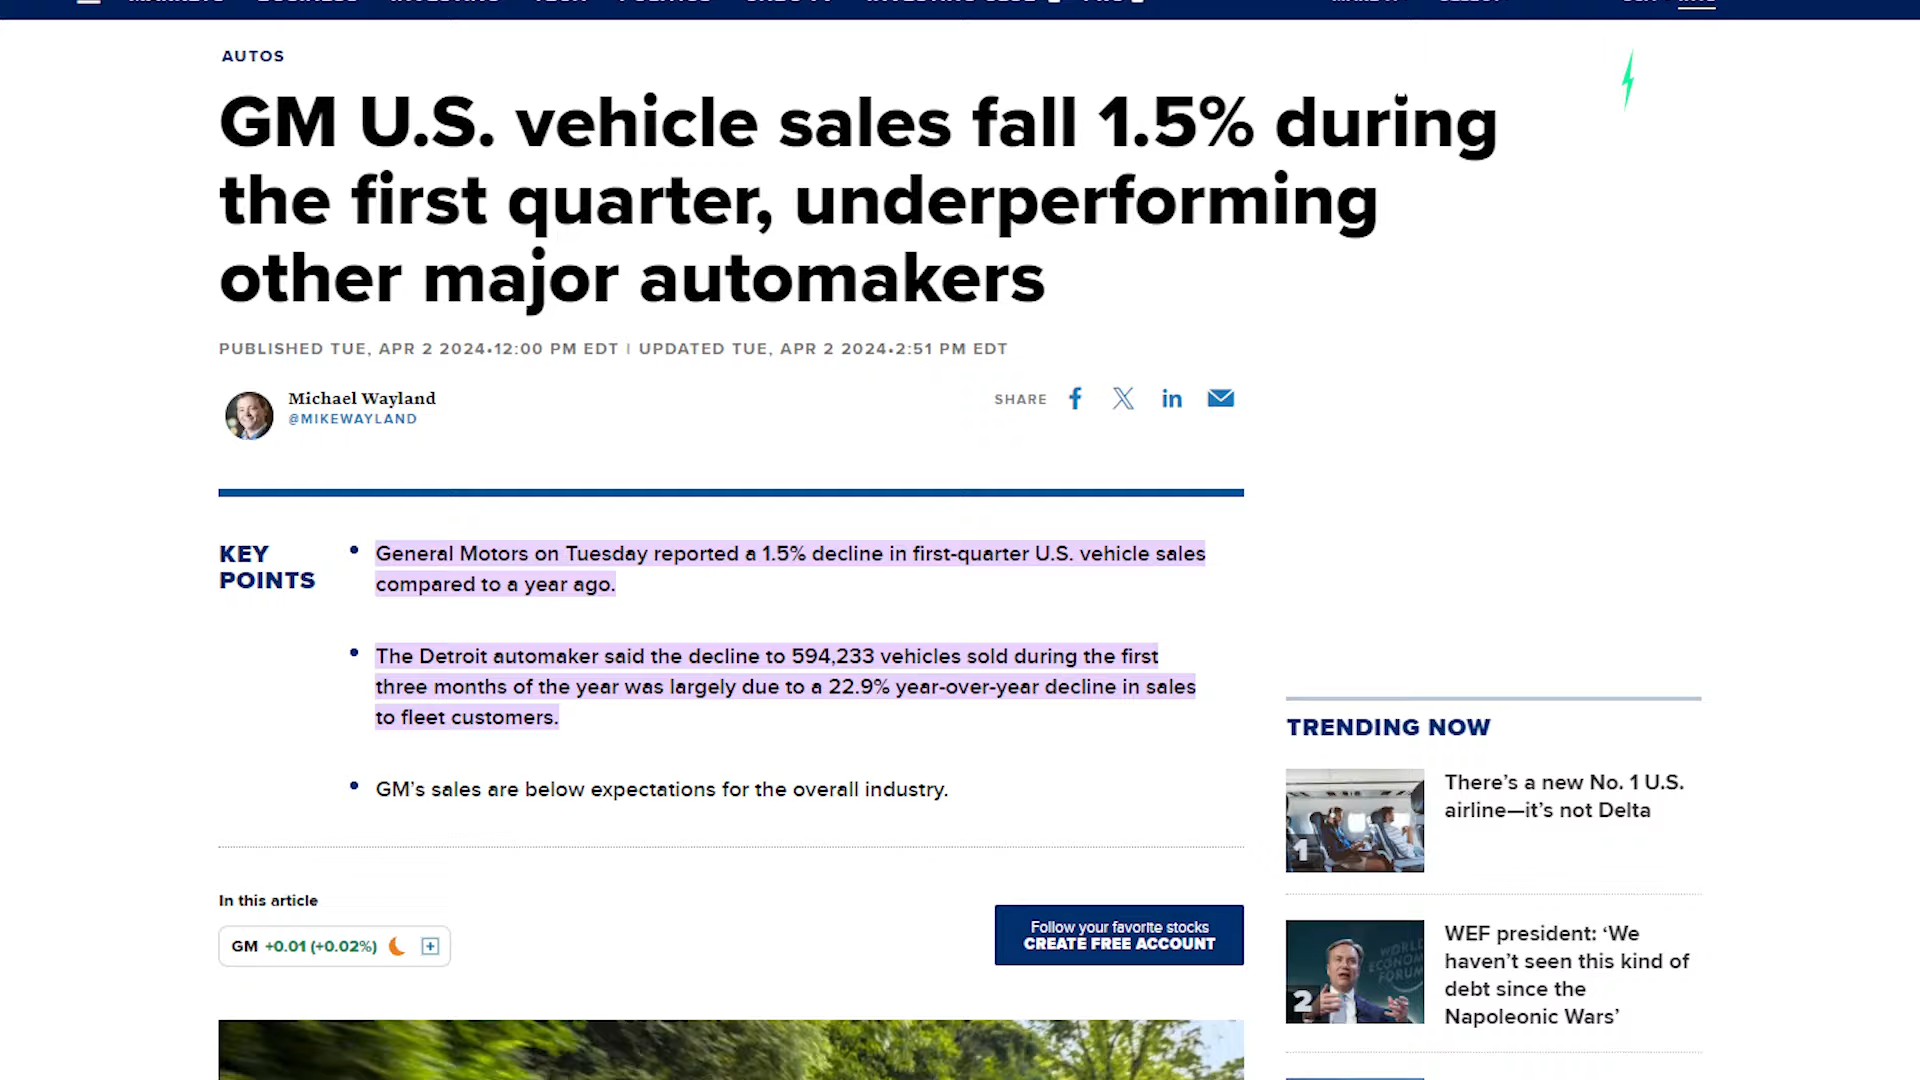 AUTOS
GM U.S. vehicle sales fall 1.5% during
the first quarter, underperforming
other major automakers
PUBLISHED TUE, APR 2 2024•12:00 PM EDT | UPDATED TUE, APR 2 2024•2:51 PM EDT
Michael Wayland
@MIKEWAYLAND
SHARE
KEY
POINTS
• General Motors on Tuesday reported a 1.5% decline in first-quarter U.S. vehicle sales
compared to a year ago.
• The Detroit automaker said the decline to 594,233 vehicles sold during the first
three months of the year was largely due to a 22.9% year-over-year decline in sales
to fleet customers.
• GM’s sales are below expectations for the overall industry.
In this article
GM +0.01 (+0.02%)
Follow your favorite stocks
CREATE FREE ACCOUNT
TRENDING NOW
1
There’s a new No. 1 U.S.
airline—it’s not Delta
2
WORLD
ECONOMIC
FORUM
WEF president: ‘We
haven’t seen this kind of
debt since the
Napoleonic Wars’